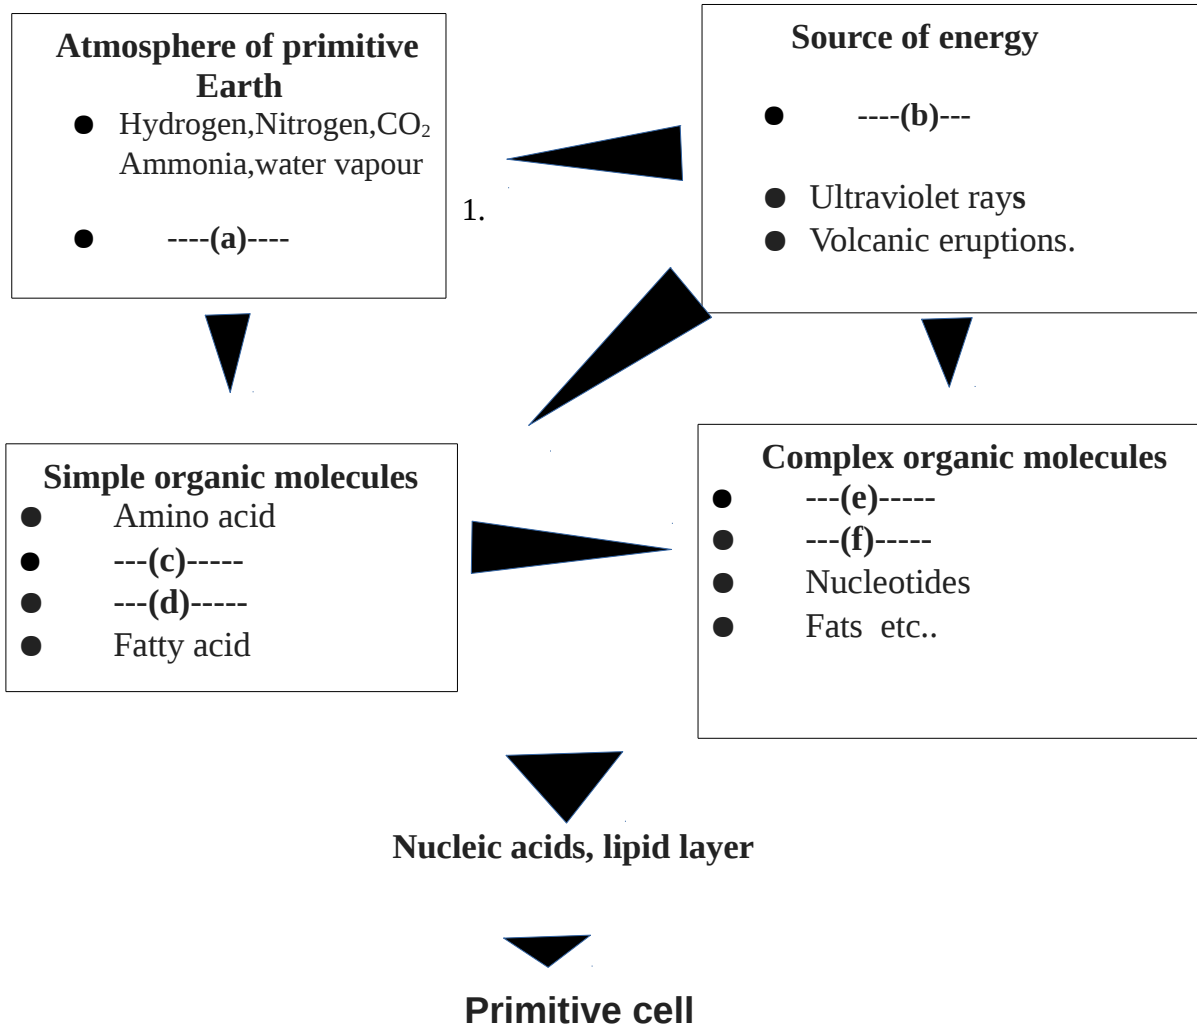 Atmosphere of primitive
Earth
● Hydrogen,Nitrogen,CO₂
Ammonia,water vapour
● ----(a)----
1.
Source of energy
● ----(b)---
● Ultraviolet rays
● Volcanic eruptions.
Simple organic molecules
● Amino acid
● ---(c)-----
● ---(d)-----
● Fatty acid
Complex organic molecules
● ---(e)-----
● ---(f)-----
● Nucleotides
● Fats etc..
Nucleic acids, lipid layer
Primitive cell